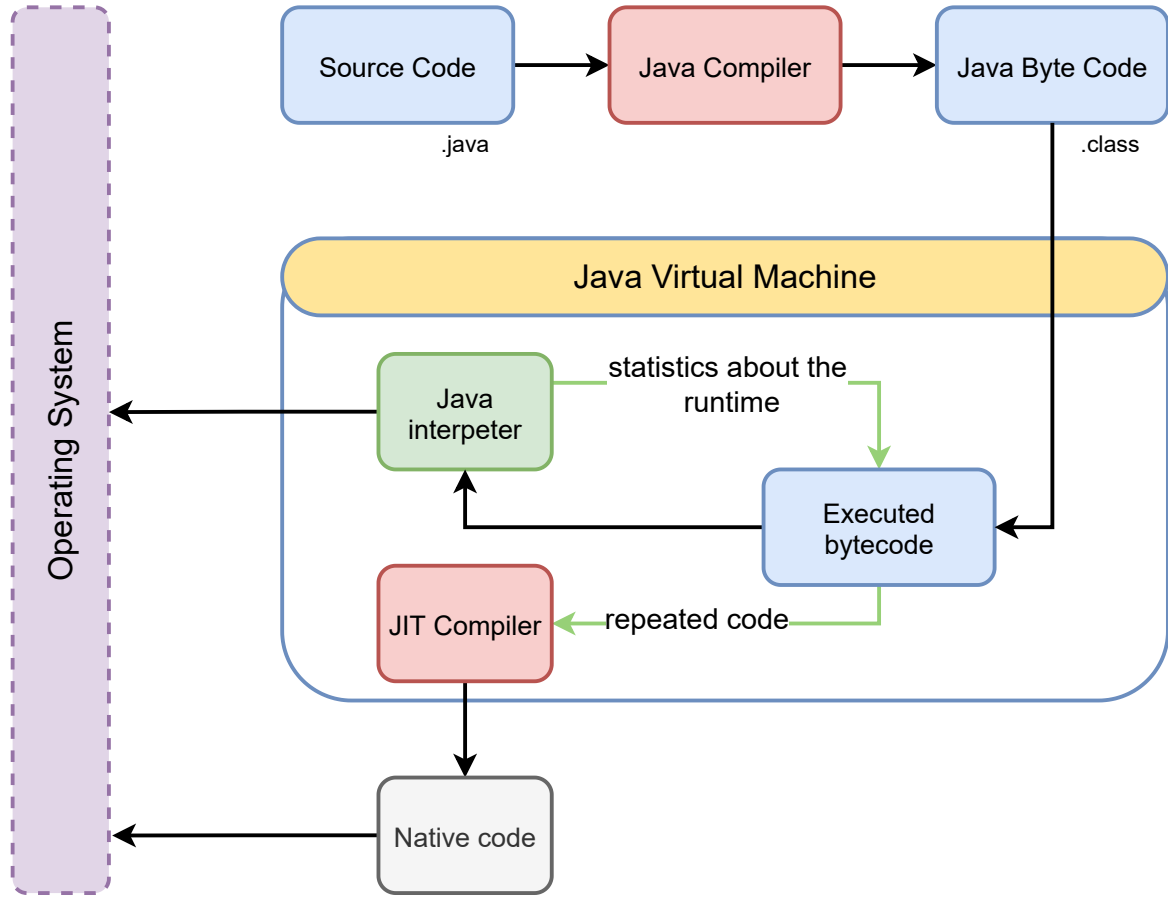 Source Code
Java Compiler
Java Byte Code
.java
.class
Java Virtual Machine
Operating System
Java
interpeter
statistics about the
runtime
Executed
bytecode
JIT Compiler
repeated code
Native code